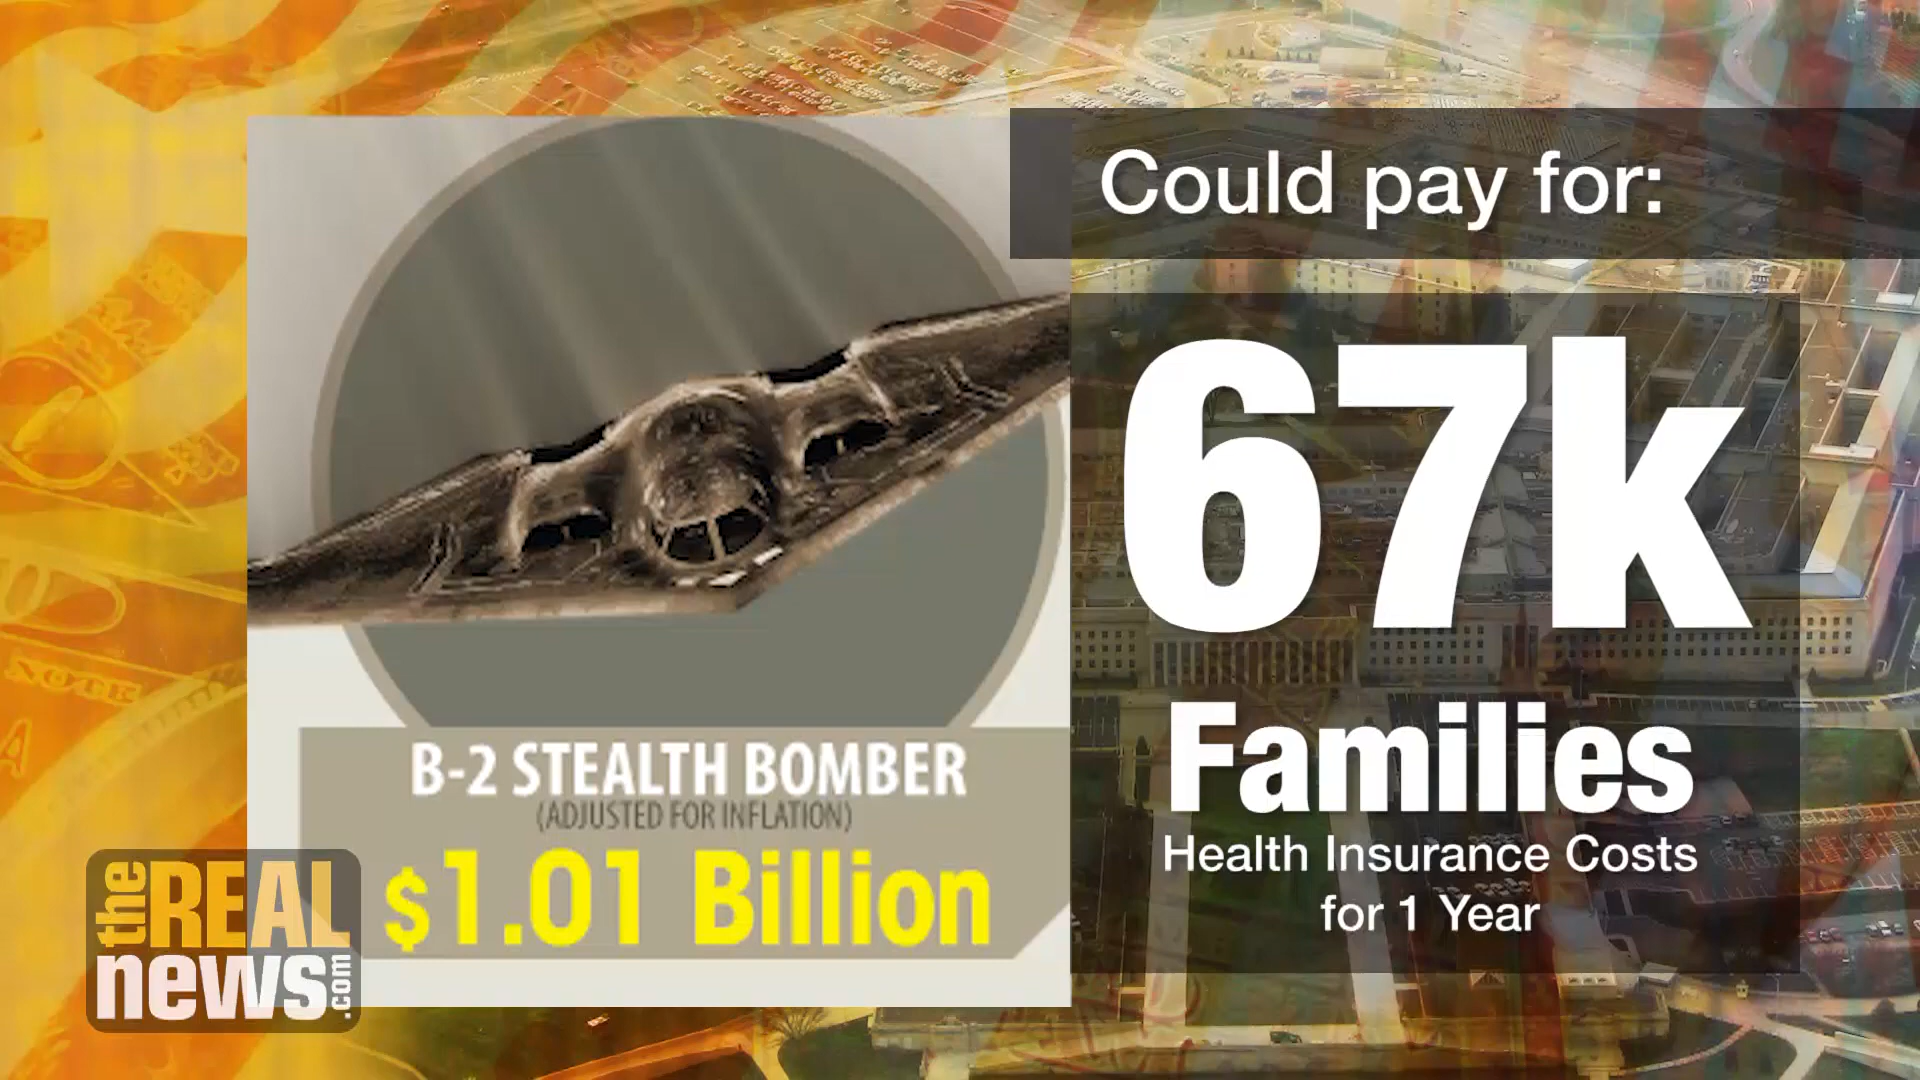 Could pay for:
67k
Families
Health Insurance Costs
for 1 Year
B-2 STEALTH BOMBER
(ADJUSTED FOR INFLATION)
$1.01 Billion
the REAL
news.com
NOTE
A